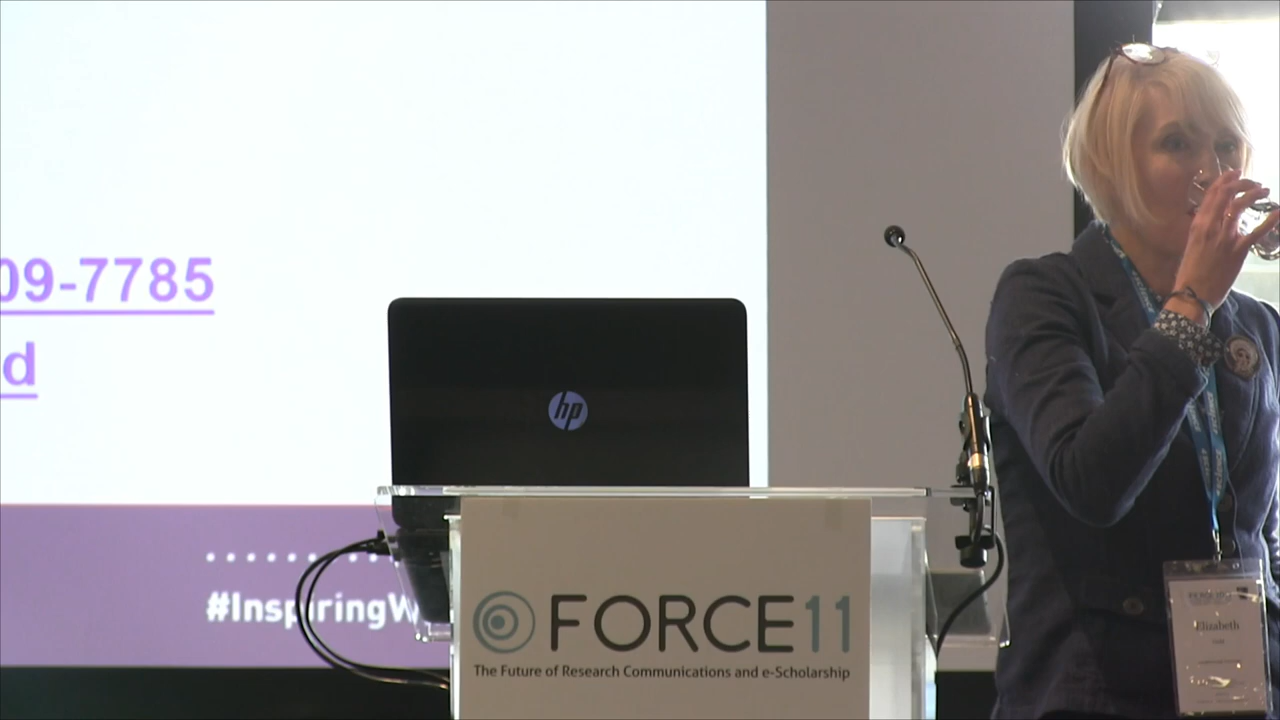 09-7785
d
hp
#InspiringW
FORCE11
The Future of Research Communications and e-Scholarship
Elizabeth